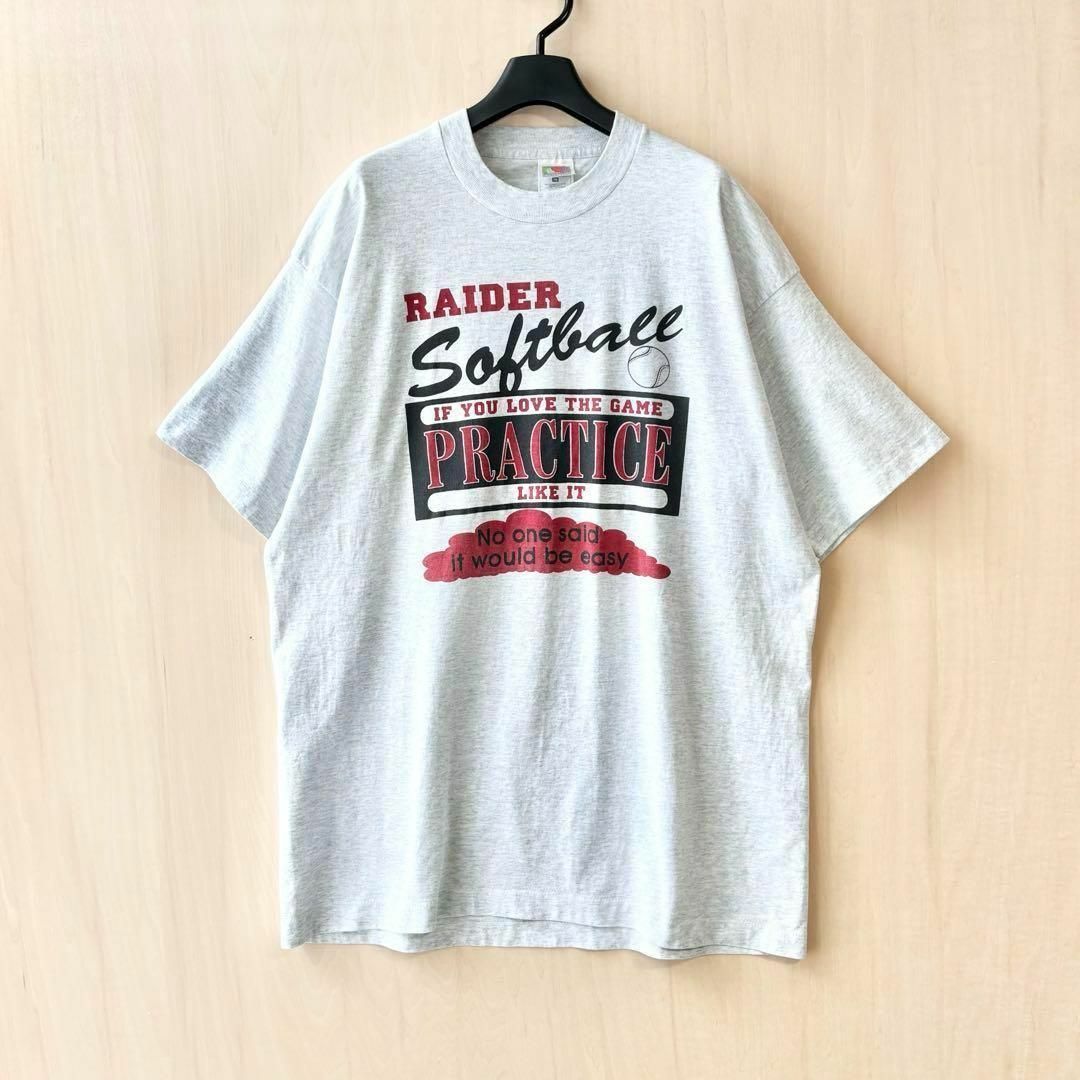 RAIDER
Softball
IF YOU LOVE THE GAME
PRACTICE
LIKE IT
No one said
it would be easy